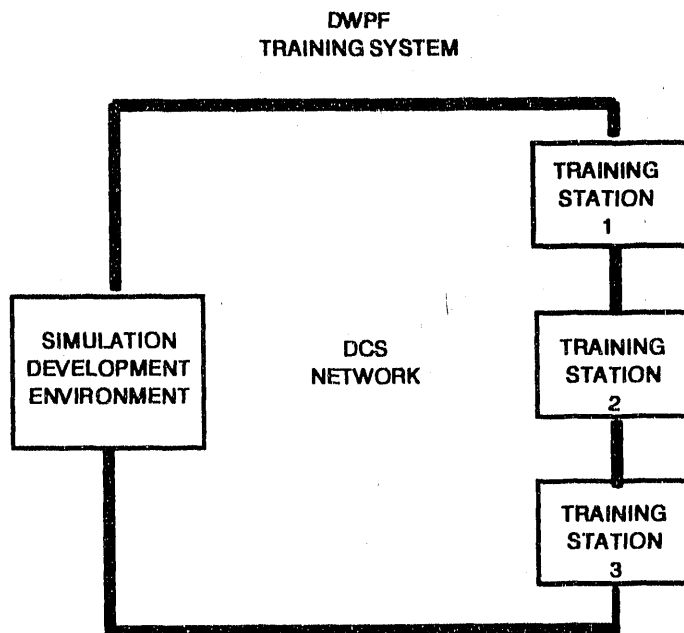 DWPF
TRAINING SYSTEM
TRAINING
STATION
1
SIMULATION
DEVELOPMENT
ENVIRONMENT
DCS
NETWORK
TRAINING
STATION
2
TRAINING
STATION
3